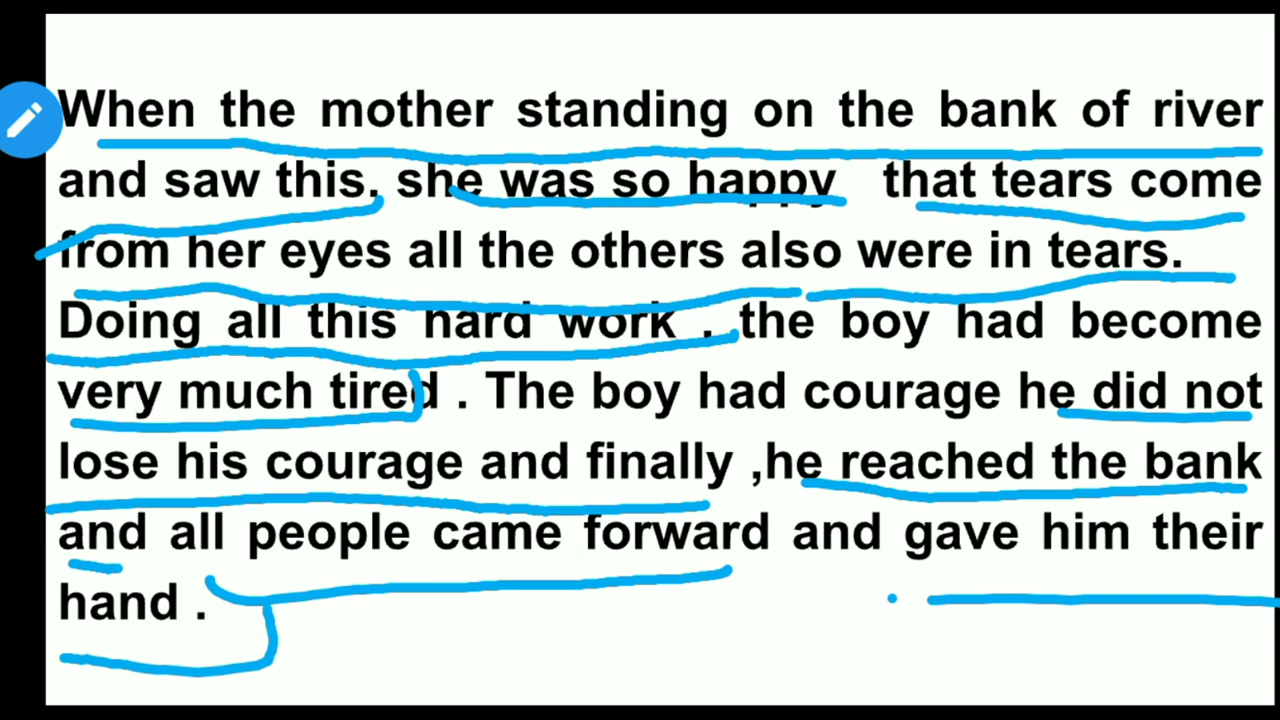 When the mother standing on the bank of river
and saw this, she was so happy that tears come
from her eyes all the others also were in tears.
Doing all this hard work , the boy had become
very much tired . The boy had courage he did not
lose his courage and finally ,he reached the bank
and all people came forward and gave him their
hand .